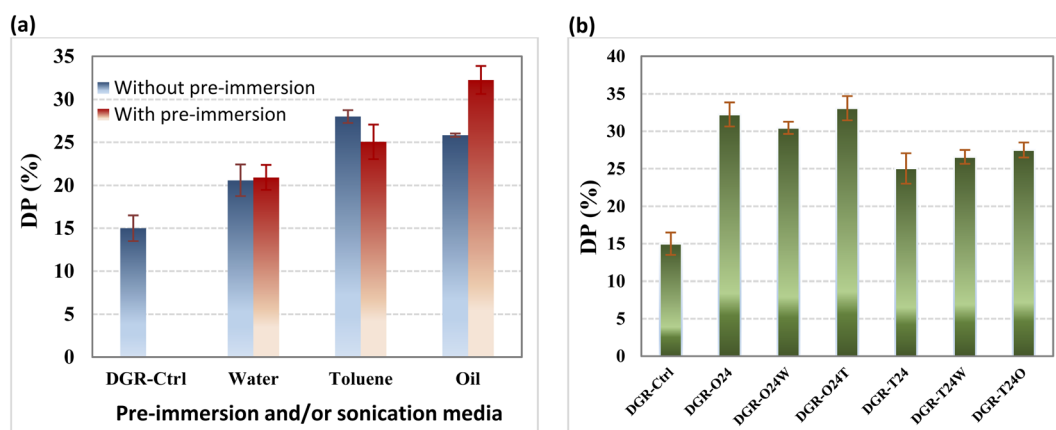 (a)
35
30
25
20
15
10
5
0
DP (%)
Without pre-immersion
With pre-immersion
DGR-Ctrl Water Toluene Oil
Pre-immersion and/or sonication media
(b)
40
35
30
25
20
15
10
5
0
DP (%)
DGR-Ctrl
DGR-O24
DGR-O24W
DGR-O24T
DGR-T24
DGR-T24W
DGR-T24O